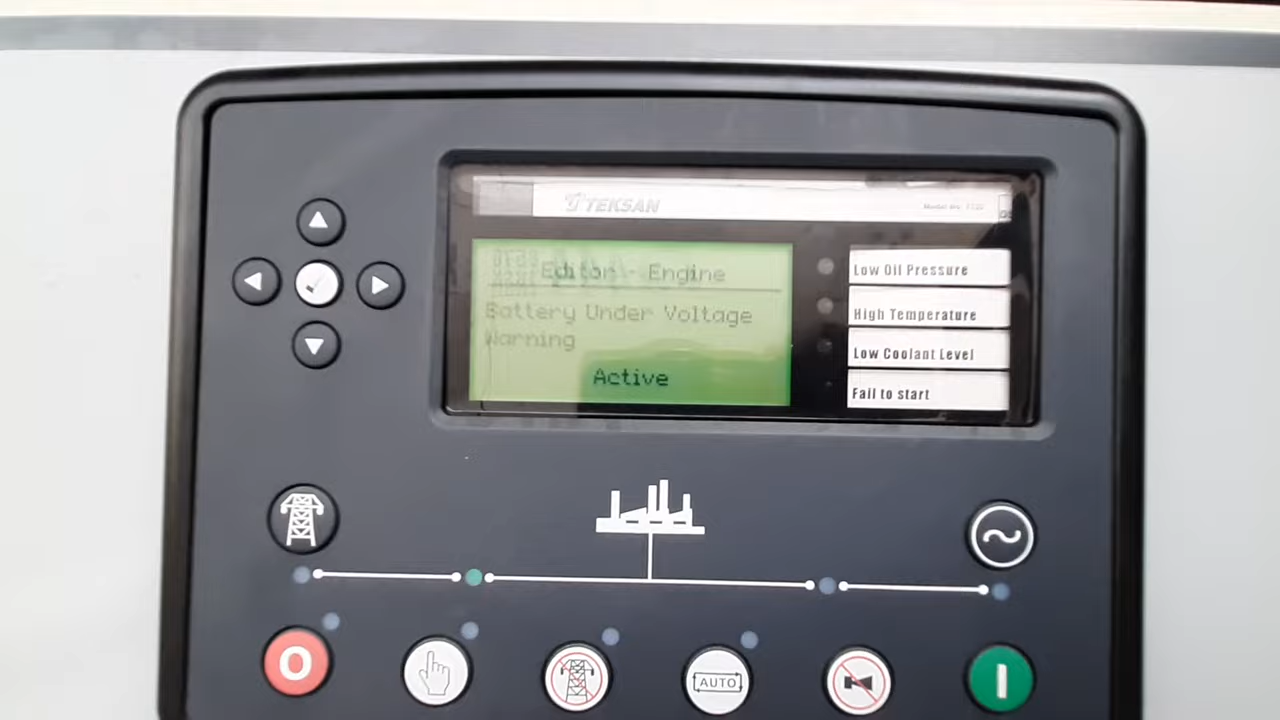 TEKSAN
Editor - Engine
Battery Under Voltage
Warning
Active
Low Oil Pressure
High Temperature
Low Coolant Level
Fail to start
O
AUTO
I